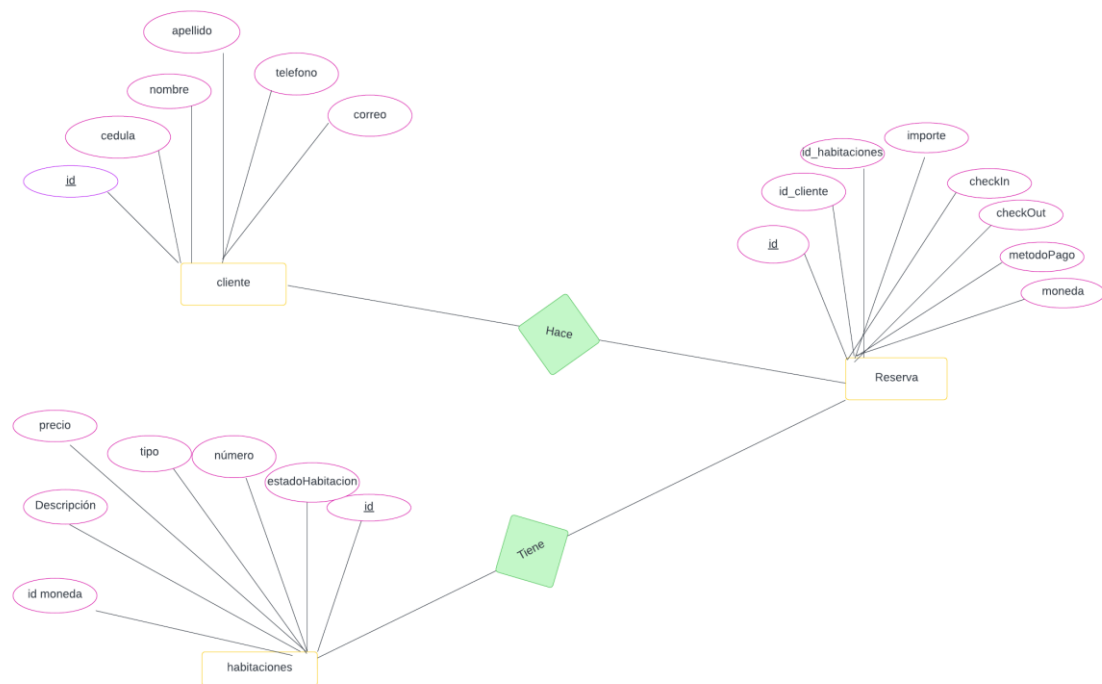 apellido
telefono
nombre
correo
cedula
id
cliente
importe
id_habitaciones
checkIn
id_cliente
checkOut
id
metodoPago
moneda
Hace
Reserva
precio
tipo
número
estadoHabitacion
Descripción
id
Tiene
id moneda
habitaciones